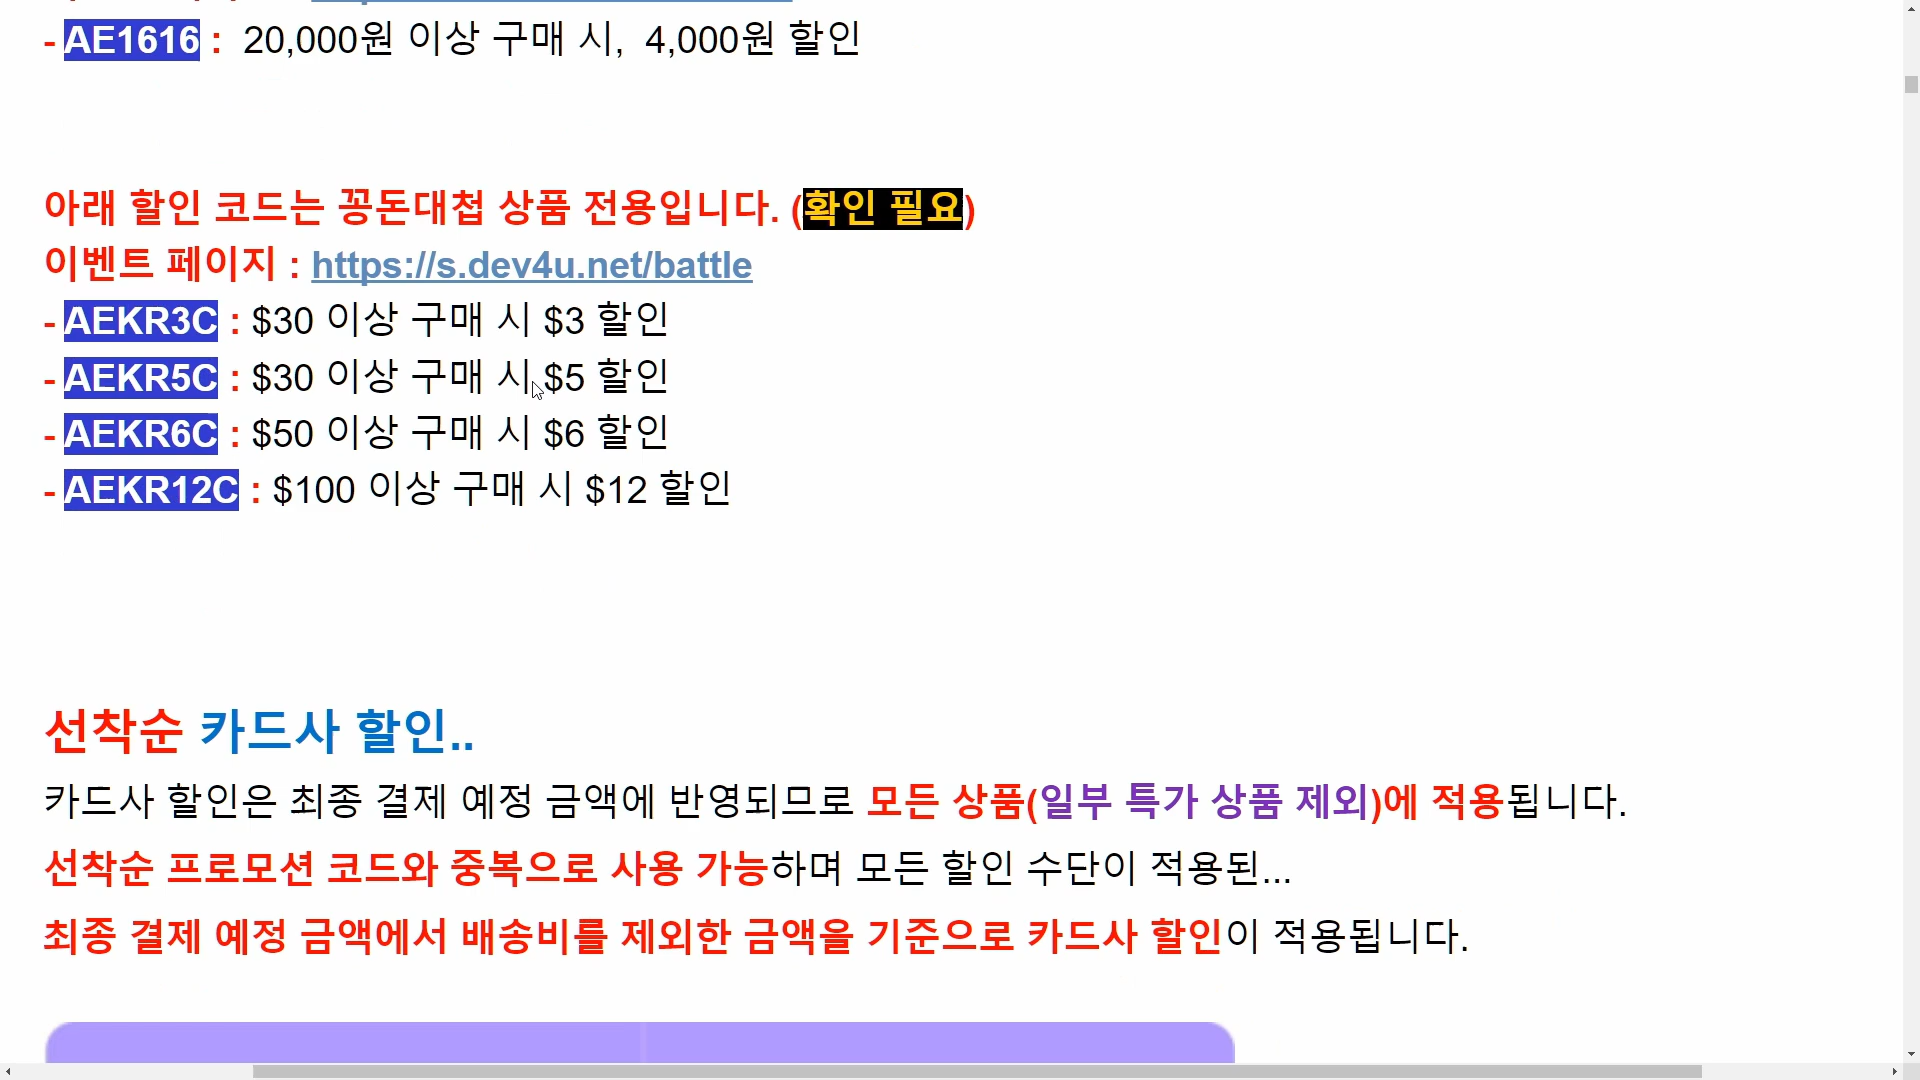 - AE1616 : 20,000원 이상 구매 시, 4,000원 할인
아래 할인 코드는 꽁돈대첩 상품 전용입니다. (확인 필요)
이벤트 페이지 : https://s.dev4u.net/battle
- AEKR3C : $30 이상 구매 시 $3 할인
- AEKR5C : $30 이상 구매 시 $5 할인
- AEKR6C : $50 이상 구매 시 $6 할인
- AEKR12C : $100 이상 구매 시 $12 할인
선착순 카드사 할인..
카드사 할인은 최종 결제 예정 금액에 반영되므로 모든 상품(일부 특가 상품 제외)에 적용됩니다.
선착순 프로모션 코드와 중복으로 사용 가능하며 모든 할인 수단이 적용된...
최종 결제 예정 금액에서 배송비를 제외한 금액을 기준으로 카드사 할인이 적용됩니다.